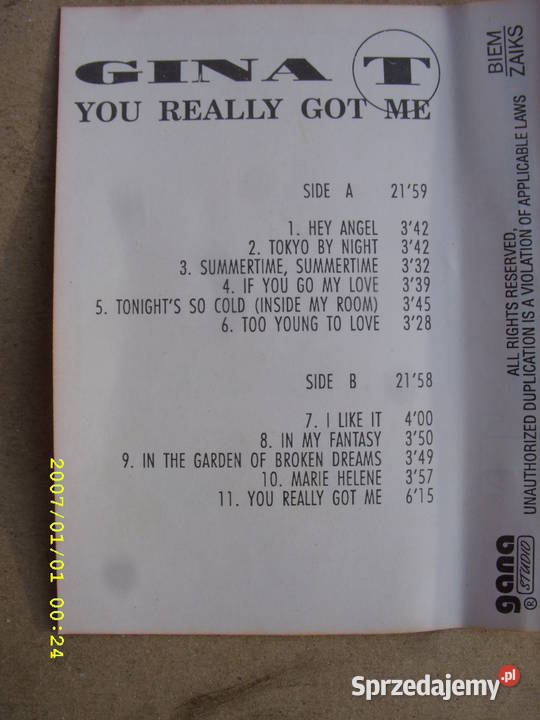 GINA T
YOU REALLY GOT ME
SIDE A 21'59
1. HEY ANGEL 3'42
2. TOKYO BY NIGHT 3'42
3. SUMMERTIME, SUMMERTIME 3'32
4. IF YOU GO MY LOVE 3'39
5. TONIGHT'S SO COLD (INSIDE MY ROOM) 3'45
6. TOO YOUNG TO LOVE 3'28
SIDE B 21'58
7. I LIKE IT 4'00
8. IN MY FANTASY 3'50
9. IN THE GARDEN OF BROKEN DREAMS 3'49
10. MARIE HELENE 3'57
11. YOU REALLY GOT ME 6'15
BIEM
ZAIKS
ALL RIGHTS RESERVED,
UNAUTHORIZED DUPLICATION IS A VIOLATION OF APPLICABLE LAWS
gana
® STUDIO
2007/01/01 00:24
Sprzedajemy.pl